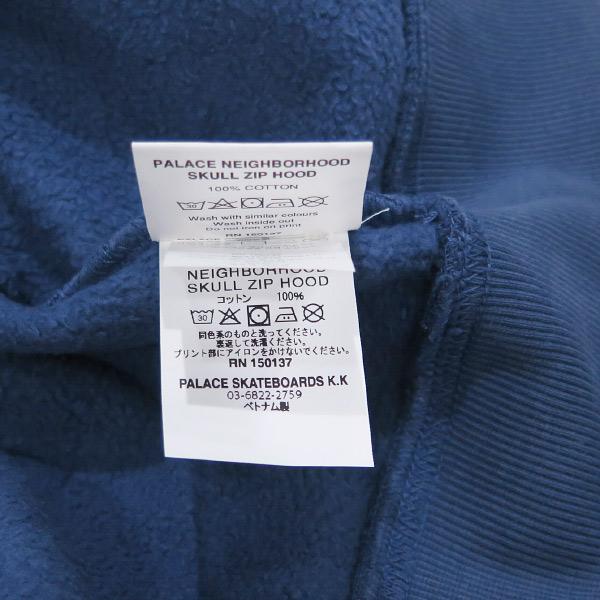 PALACE NEIGHBORHOOD
SKULL ZIP HOOD
100% COTTON
30
Wash with similar colours
Wash inside out
Do not iron on print
RN 150137
NEIGHBORHOOD
SKULL ZIP HOOD
コットン 100%
30
同色系のものと洗ってください。
裏返して洗濯ください。
プリント部にアイロンをかけないでください。
RN 150137
PALACE SKATEBOARDS K.K
03-6822-2759
ベトナム製